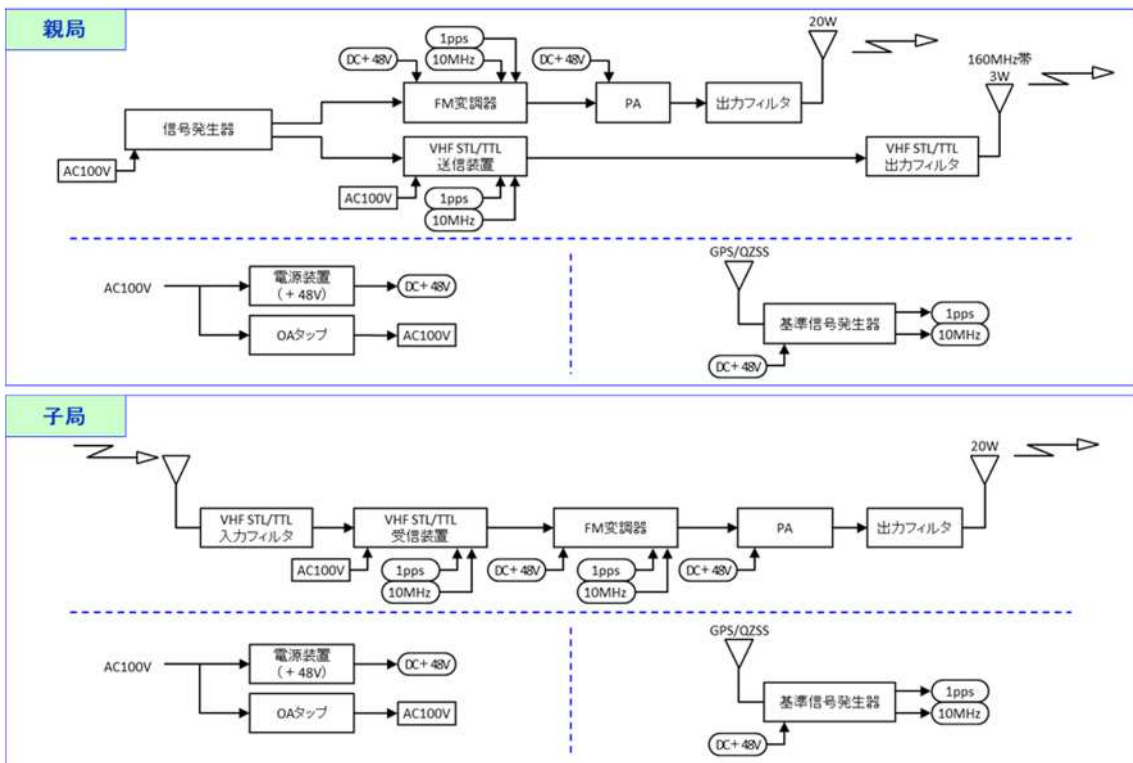 親局
20W
160MHz帯
3W
1pps
10MHz
DC+48V
DC+48V
FM変調器
PA
出力フィルタ
信号発生器
AC100V
VHF STL/TTL
送信装置
VHF STL/TTL
出力フィルタ
AC100V
1pps
10MHz
AC100V
電源装置
(+48V)
DC+48V
OAタップ
AC100V
GPS/QZSS
基準信号発生器
1pps
10MHz
DC+48V
子局
20W
VHF STL/TTL
入力フィルタ
VHF STL/TTL
受信装置
FM変調器
PA
出力フィルタ
AC100V
1pps
10MHz
DC+48V
1pps
10MHz
DC+48V
AC100V
電源装置
(+48V)
DC+48V
OAタップ
AC100V
GPS/QZSS
基準信号発生器
1pps
10MHz
DC+48V